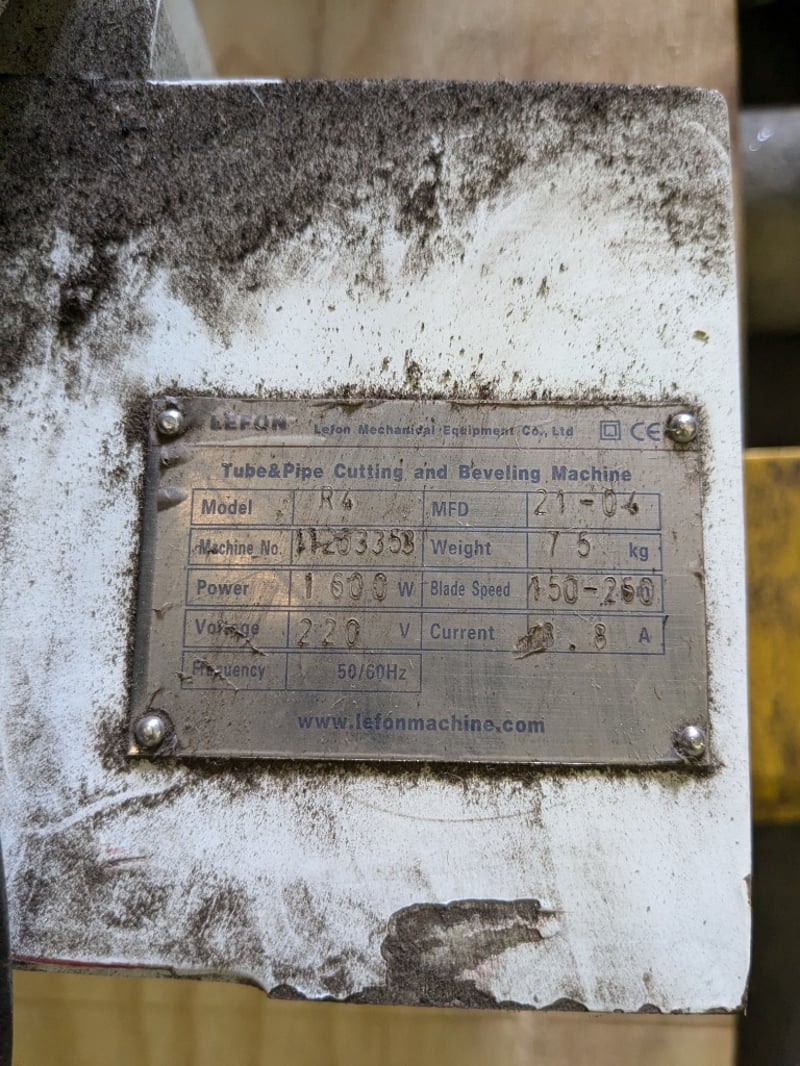 LEFON Lefon Mechanical Equipment Co., Ltd CE
Tube&Pipe Cutting and Beveling Machine
Model R4 MFD 21-04
Machine No. Weight 75 kg
Power 1600 W Blade Speed 150-260
Voltage 220 V Current A
Frequency 50/60Hz
www.lefonmachine.com